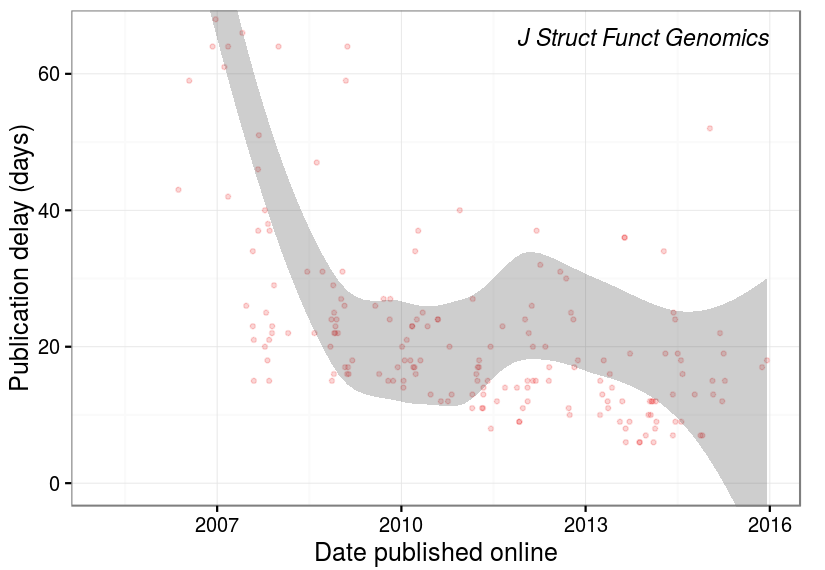 J Struct Funct Genomics
Publication delay (days)
60
40
20
0
2007 2010 2013 2016
Date published online